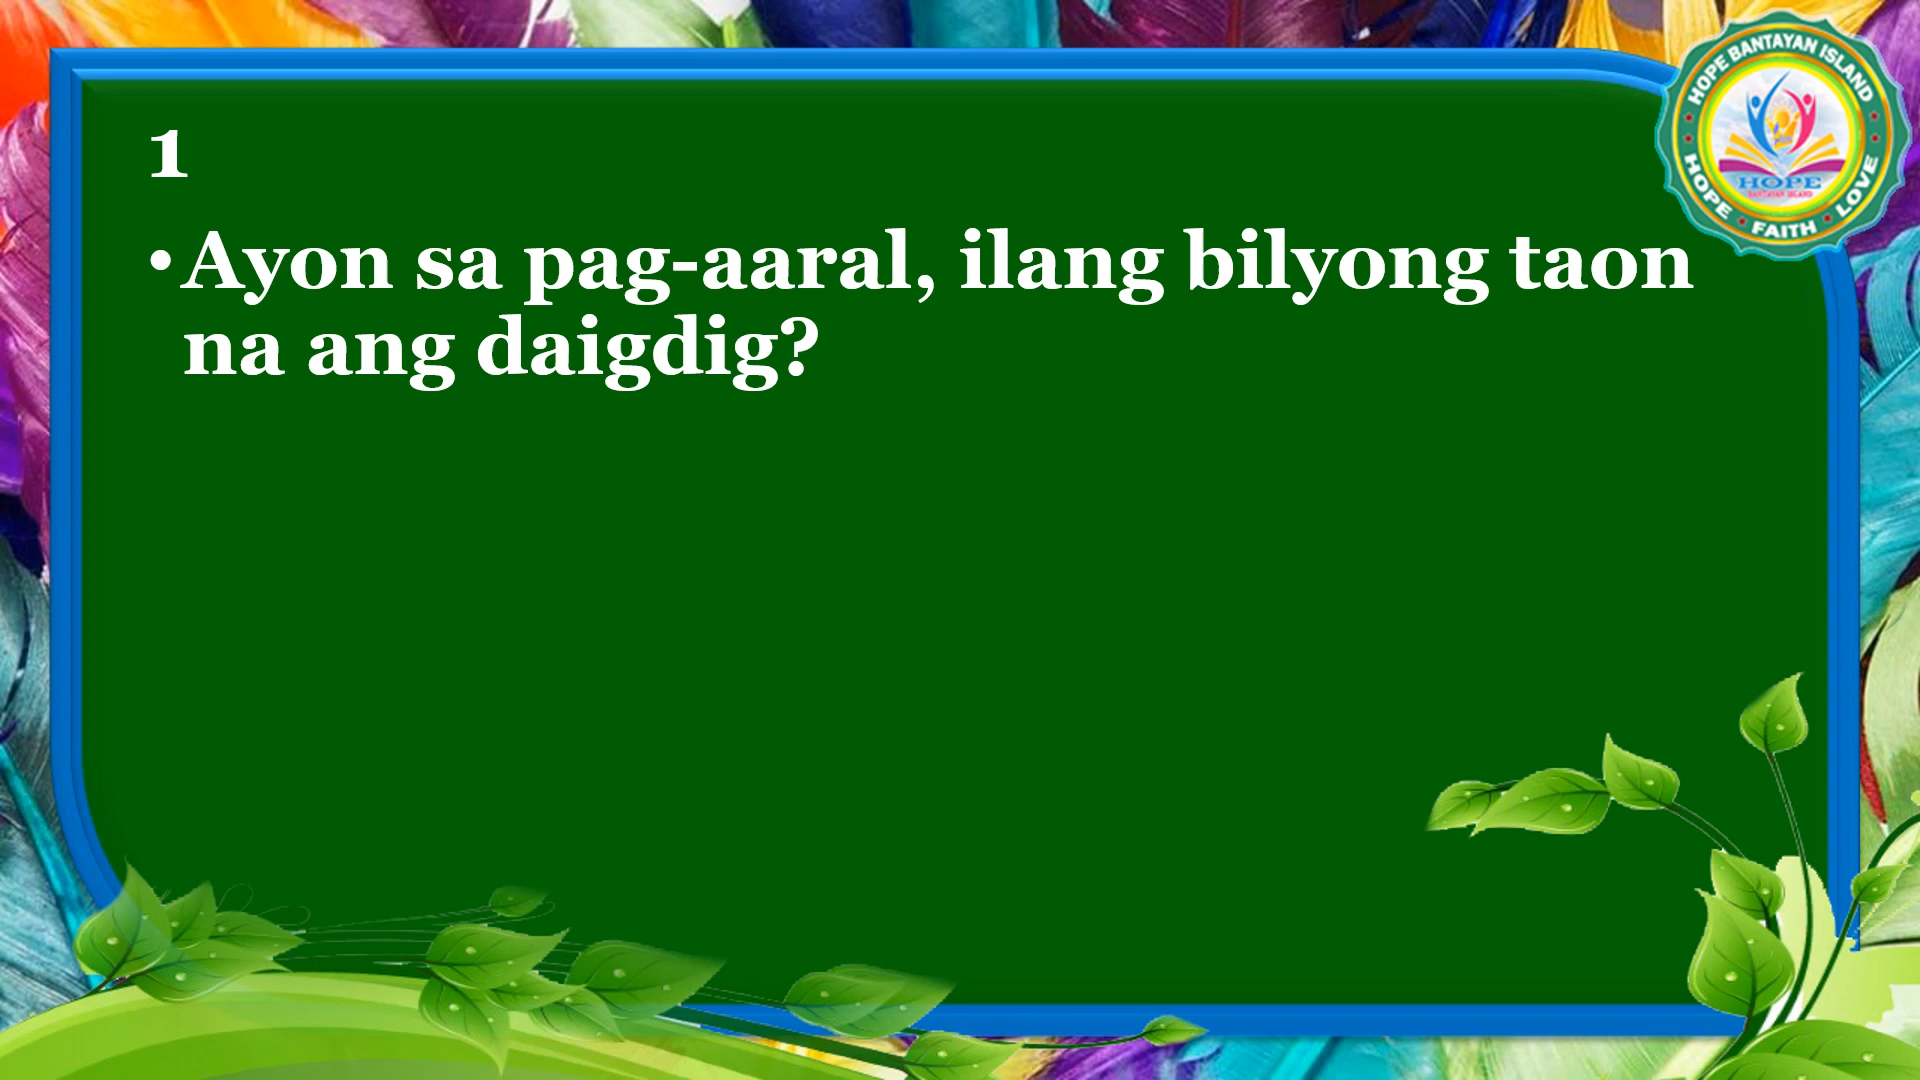 HOPE BANTAYAN ISLAND
HOPE
HOPE • FAITH • LOVE
1
•Ayon sa pag-aaral, ilang bilyong taon
na ang daigdig?